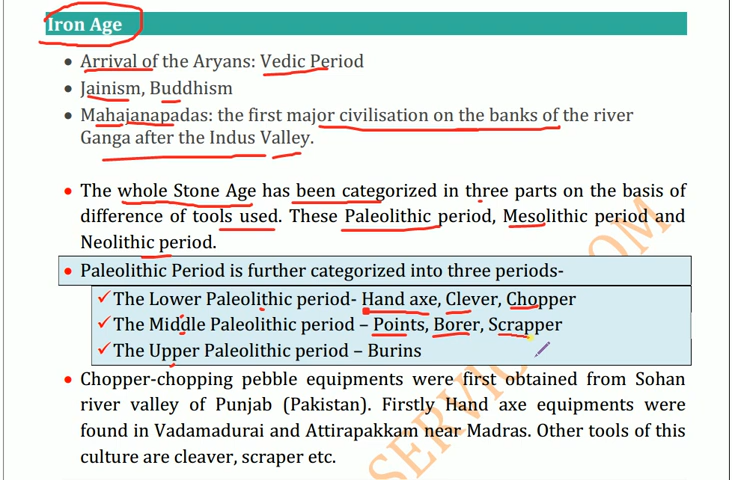 Iron Age
• Arrival of the Aryans: Vedic Period
• Jainism, Buddhism
• Mahajanapadas: the first major civilisation on the banks of the river
Ganga after the Indus Valley.
• The whole Stone Age has been categorized in three parts on the basis of
difference of tools used. These Paleolithic period, Mesolithic period and
Neolithic period.
• Paleolithic Period is further categorized into three periods-
✓ The Lower Paleolithic period- Hand axe, Clever, Chopper
✓ The Middle Paleolithic period – Points, Borer, Scrapper
✓ The Upper Paleolithic period – Burins
• Chopper-chopping pebble equipments were first obtained from Sohan
river valley of Punjab (Pakistan). Firstly Hand axe equipments were
found in Vadamadurai and Attirapakkam near Madras. Other tools of this
culture are cleaver, scraper etc.